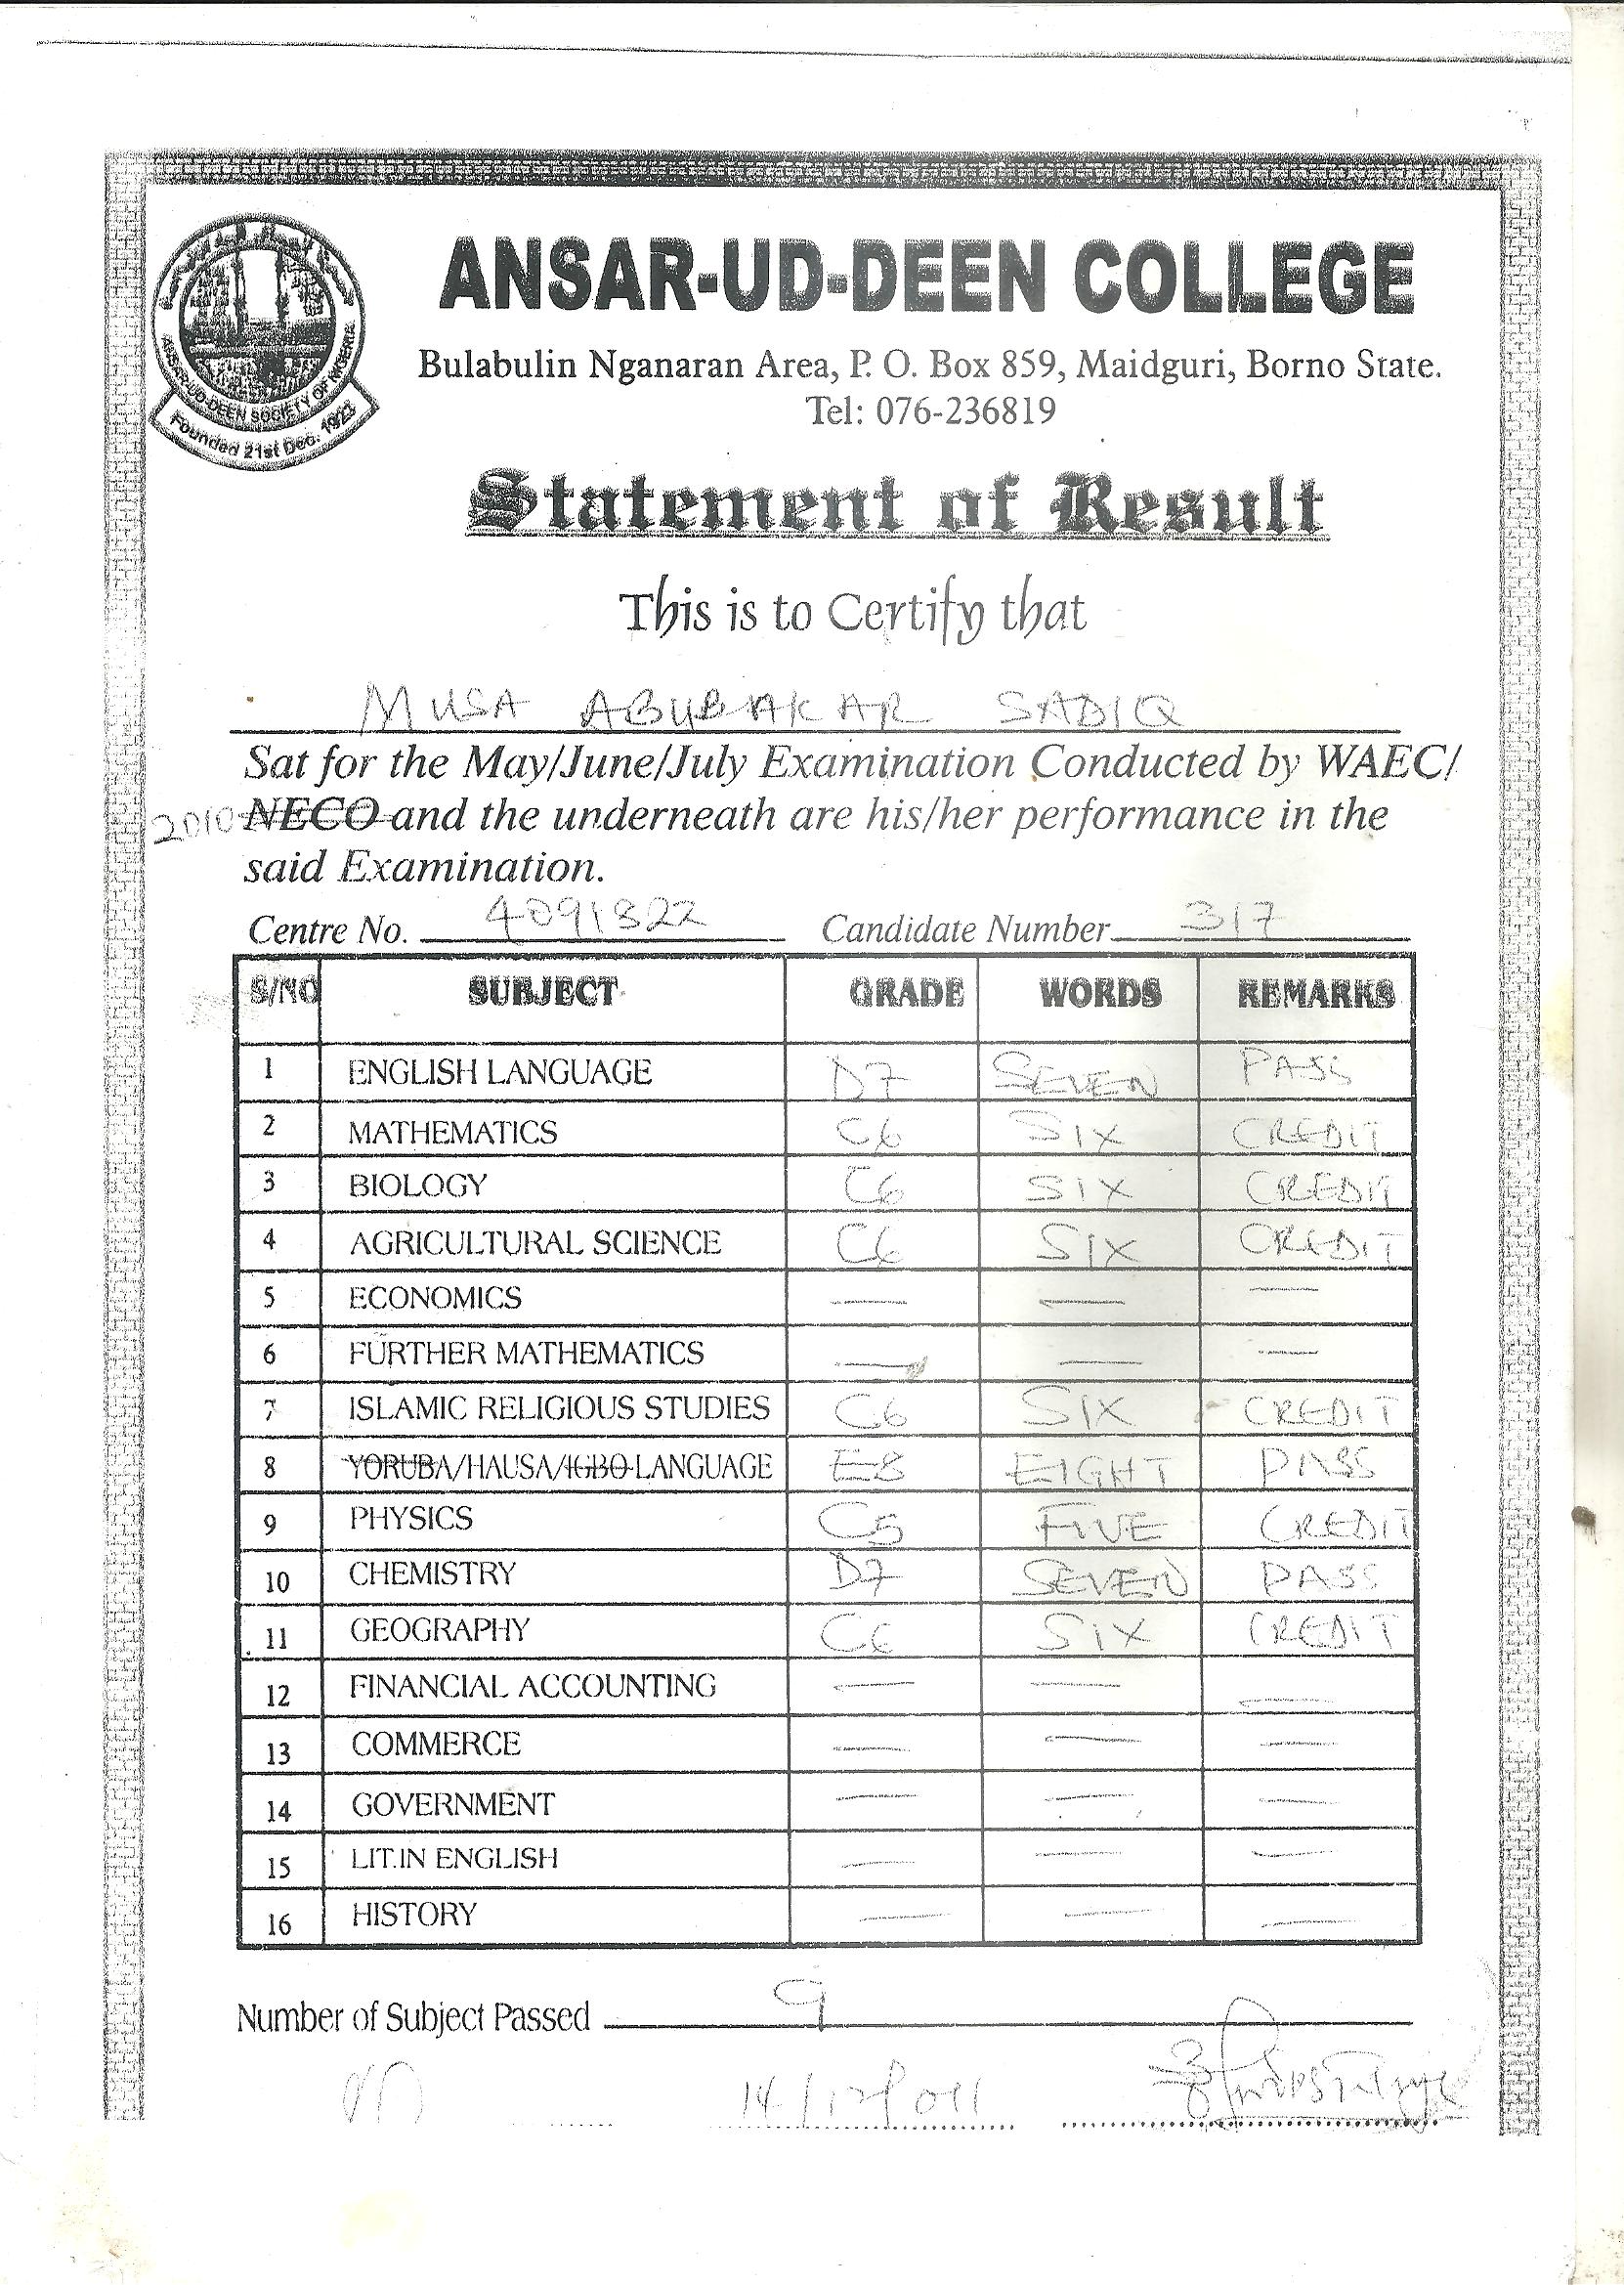 ANSAR-UD-DEEN COLLEGE
Bulabulin Nganaran Area, P. O. Box 859, Maidguri, Borno State.
Tel: 076-236819
ANSAR-UD-DEEN SOCIETY OF NIGERIA
Founded 21st Dec. 1923
Statement of Result
This is to Certify that
MUSA ABUBAKAR SADIQ
Sat for the May/June/July Examination Conducted by WAEC/
2010 NECO and the underneath are his/her performance in the
said Examination.
Centre No. 4091322 Candidate Number 317
S/NO SUBJECT GRADE WORDS REMARKS
1 ENGLISH LANGUAGE D7 SEVEN PASS
2 MATHEMATICS C6 SIX CREDIT
3 BIOLOGY C6 SIX CREDIT
4 AGRICULTURAL SCIENCE C6 SIX CREDIT
5 ECONOMICS — — —
6 FURTHER MATHEMATICS — — —
7 ISLAMIC RELIGIOUS STUDIES C6 SIX CREDIT
8 YORUBA/HAUSA/IGBO LANGUAGE E8 EIGHT PASS
9 PHYSICS C5 FIVE CREDIT
10 CHEMISTRY D7 SEVEN PASS
11 GEOGRAPHY C6 SIX CREDIT
12 FINANCIAL ACCOUNTING — — —
13 COMMERCE — — —
14 GOVERNMENT — — —
15 LIT.IN ENGLISH — — —
16 HISTORY — — —
Number of Subject Passed 9
14/12/011